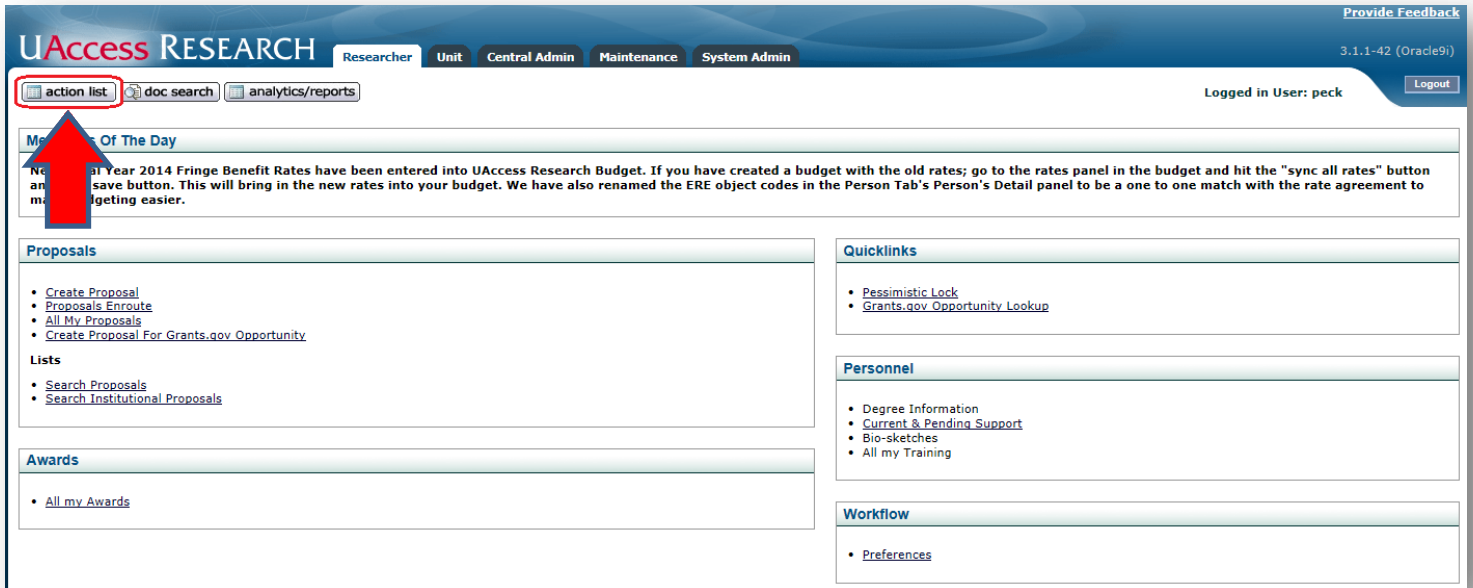 Provide Feedback
UAccess RESEARCH
Researcher Unit Central Admin Maintenance System Admin
3.1.1-42 (Oracle9i)
action list doc search analytics/reports
Logged in User: peck
Logout
Of The Day
Year 2014 Fringe Benefit Rates have been entered into UAccess Research Budget. If you have created a budget with the old rates; go to the rates panel in the budget and hit the "sync all rates" button
save button. This will bring in the new rates into your budget. We have also renamed the ERE object codes in the Person Tab's Person's Detail panel to be a one to one match with the rate agreement to
easier.
Proposals
• Create Proposal
• Proposals Enroute
• All My Proposals
• Create Proposal For Grants.gov Opportunity
Lists
• Search Proposals
• Search Institutional Proposals
Awards
• All my Awards
Quicklinks
• Pessimistic Lock
• Grants.gov Opportunity Lookup
Personnel
• Degree Information
• Current & Pending Support
• Bio-sketches
• All my Training
Workflow
• Preferences